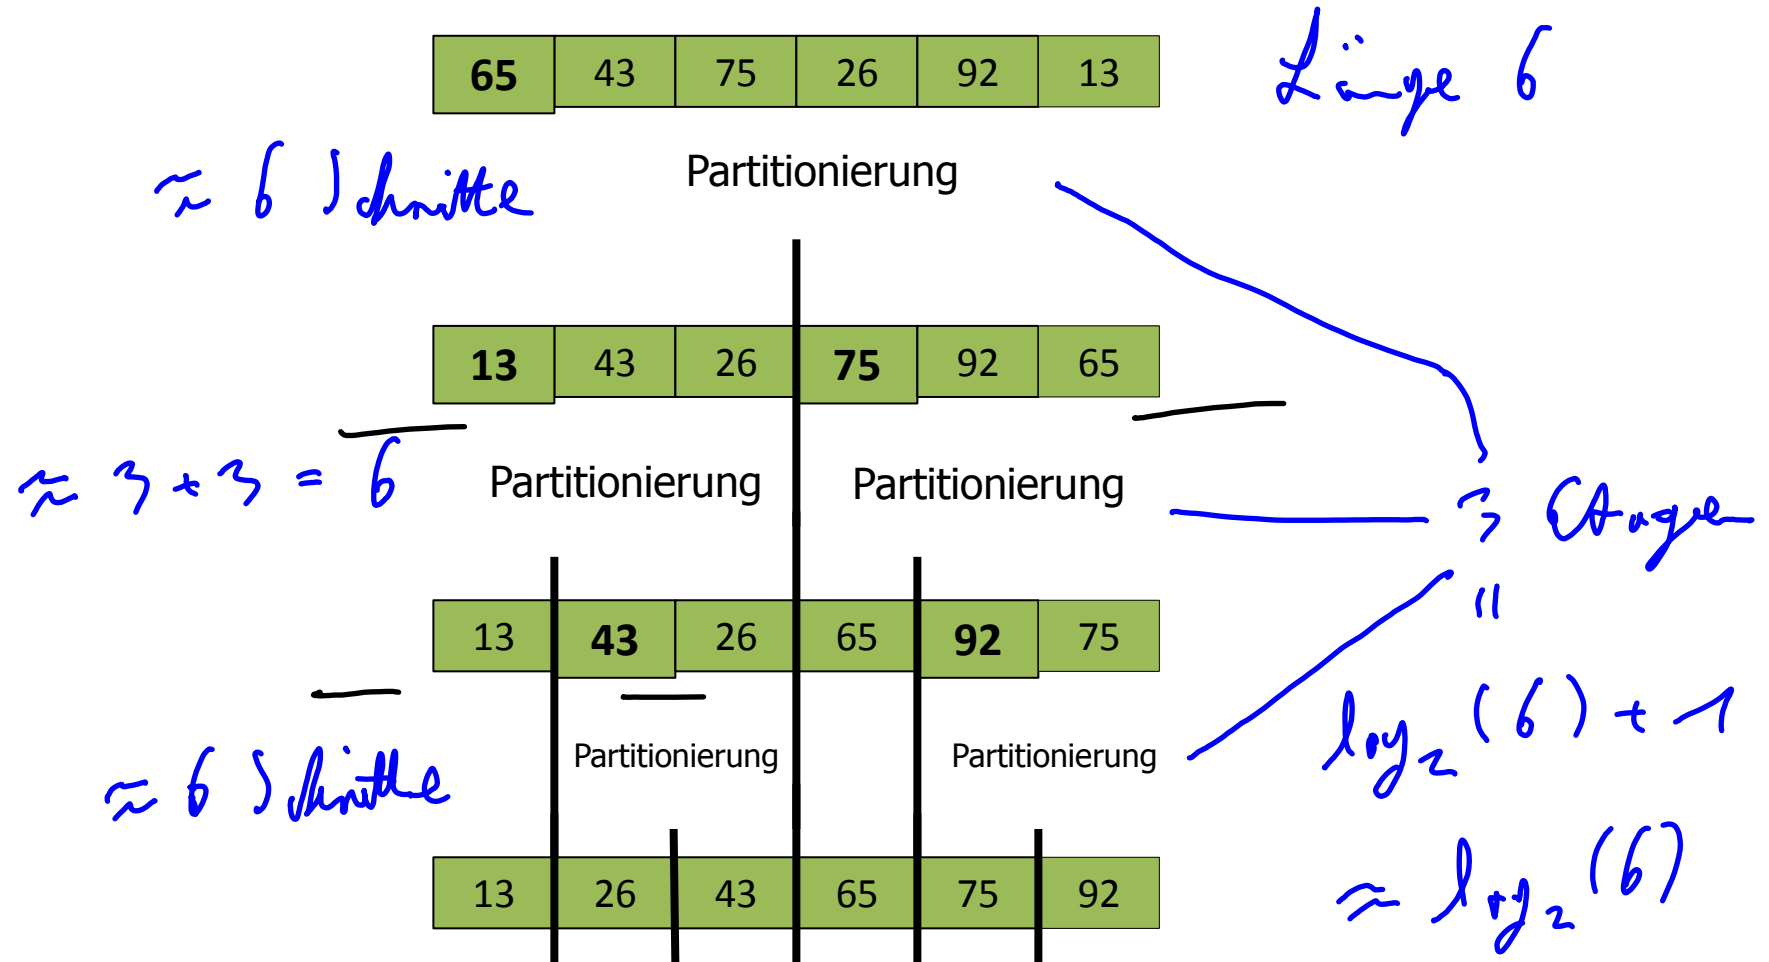 65 43 75 26 92 13
Länge 6
≈ 6 Schnitte
Partitionierung
13 43 26 75 92 65
≈ 3 + 3 = 6
Partitionierung Partitionierung
3 Etagen
=
13 43 26 65 92 75
log₂ (6) + 1
≈ 6 Schnitte
Partitionierung Partitionierung
13 26 43 65 75 92
≈ log₂ (6)